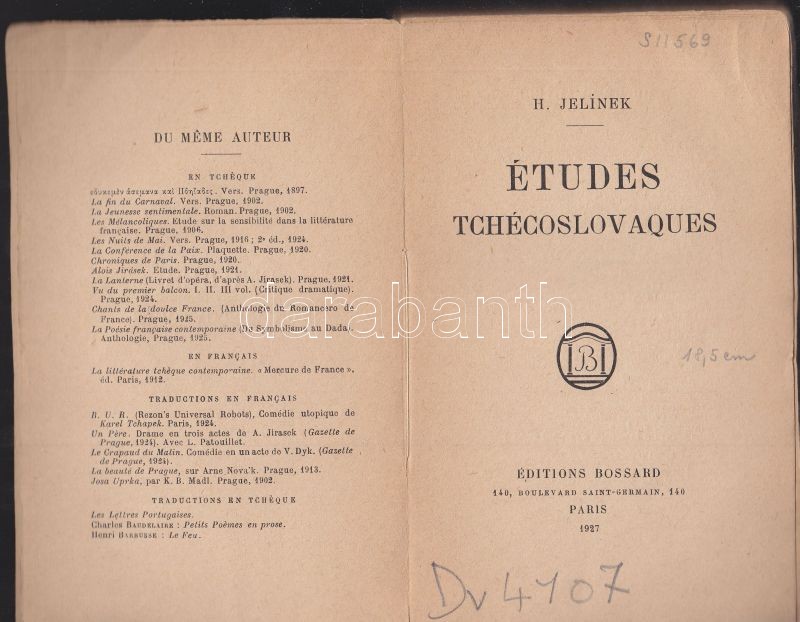 DU MÊME AUTEUR
EN TCHÈQUE
Vers. Prague, 1897.
La fin du Carnaval. Vers. Prague, 1902.
La Jeunesse sentimentale. Roman. Prague, 1902.
Les Mélancoliques. Etude sur la sensibilité dans la littérature
française. Prague, 1906.
Les Nuits de Mai. Vers. Prague, 1916 ; 2e éd., 1924.
La Conférence de la Paix. Plaquette. Prague, 1920.
Chroniques de Paris. Prague, 1920.
Alois Jirásek. Etude. Prague, 1921.
La Lanterne (Livret d'opéra, d'après A. Jirasek). Prague, 1921.
Vu du premier balcon. I. II. III vol. (Critique dramatique).
Prague, 1924.
Chants de la doulce France. (Anthologie du Romancero de
France). Prague, 1925.
La Poésie française contemporaine (Du Symbolisme au Dada).
Anthologie, Prague, 1925.
EN FRANÇAIS
La littérature tchèque contemporaine. « Mercure de France »,
éd. Paris, 1912.
TRADUCTIONS EN FRANÇAIS
R. U. R. (Rezon's Universal Robots), Comédie utopique de
Karel Tchapek. Paris, 1924.
Un Père. Drame en trois actes de A. Jirasek (Gazette de
Prague, 1924). Avec L. Patouillet.
Le Crapaud du Matin. Comédie en un acte de V. Dyk. (Gazette
de Prague, 1924).
La beauté de Prague, sur Arne Nova'k. Prague, 1913.
Josa Uprka, par K. B. Madl. Prague, 1902.
TRADUCTIONS EN TCHÈQUE
Les Lettres Portugaises.
Charles BAUDELAIRE : Petits Poèmes en prose.
Henri BARBUSSE : Le Feu.
S11569
H. JELÍNEK
ÉTUDES
TCHÉCOSLOVAQUES
B
18,5 cm
ÉDITIONS BOSSARD
140, BOULEVARD SAINT-GERMAIN, 140
PARIS
1927
Dv 4107
darabanth